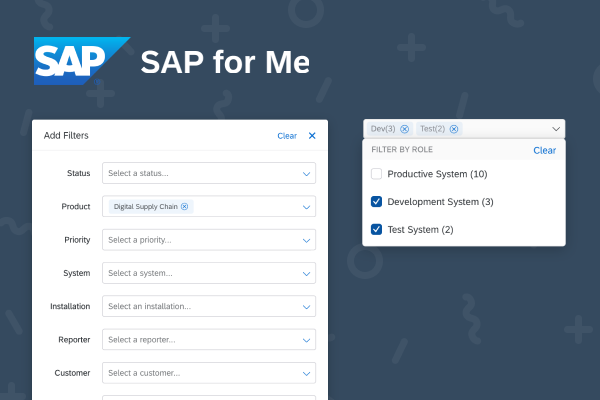 SAP SAP for Me
Add Filters Clear
Status Select a status...
Product Digital Supply Chain
Priority Select a priority...
System Select a system...
Installation Select an installation...
Reporter Select a reporter...
Customer Select a customer...
Dev(3) Test(2)
FILTER BY ROLE Clear
Productive System (10)
Development System (3)
Test System (2)